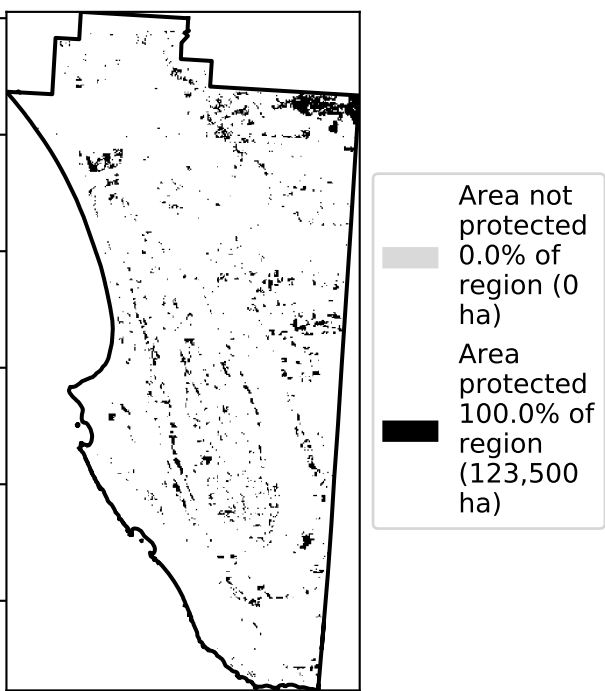 Area not
protected
0.0% of
region (0
ha)
Area
protected
100.0% of
region
(123,500
ha)